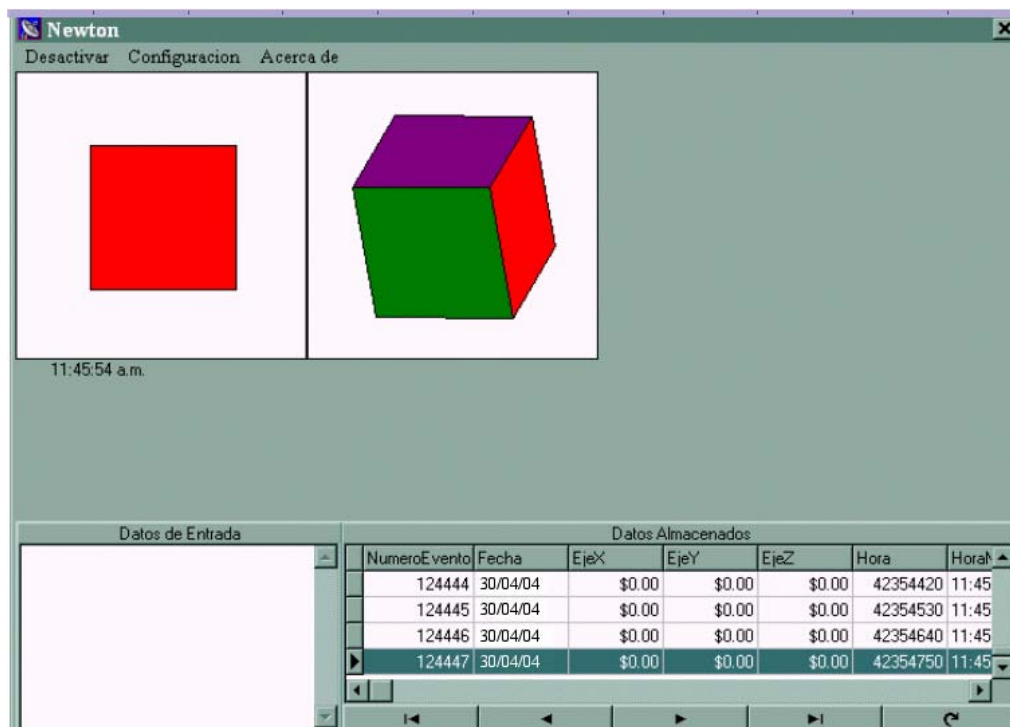 Newton
Desactivar Configuracion Acerca de
11:45:54 a.m.
Datos de Entrada
Datos Almacenados
NumeroEvento Fecha EjeX EjeY EjeZ Hora
124444 30/04/04 $0.00 $0.00 $0.00 42354420 11:45
124445 30/04/04 $0.00 $0.00 $0.00 42354530 11:45
124446 30/04/04 $0.00 $0.00 $0.00 42354640 11:45
124447 30/04/04 $0.00 $0.00 $0.00 42354750 11:45